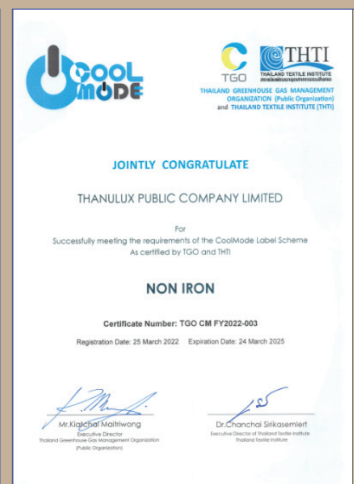 COOL
MODE
TGO
THTI
THAILAND TEXTILE INSTITUTE
THAILAND GREENHOUSE GAS MANAGEMENT
ORGANIZATION (Public Organization)
and THAILAND TEXTILE INSTITUTE (THTI)
JOINTLY CONGRATULATE
THANULUX PUBLIC COMPANY LIMITED
For
Successfully meeting the requirements of the CoolMode Label Scheme
As certified by TGO and THTI
NON IRON
Certificate Number: TGO CM FY2022-003
Registration Date: 25 March 2022 Expiration Date: 24 March 2025
Mr.Kiatchai Maitriwong
Executive Director
Thailand Greenhouse Gas Management Organization
(Public Organization)
Dr.Chanchai Sirikasemlert
Executive Director of Thailand Textile Institute
Thailand Textile Institute